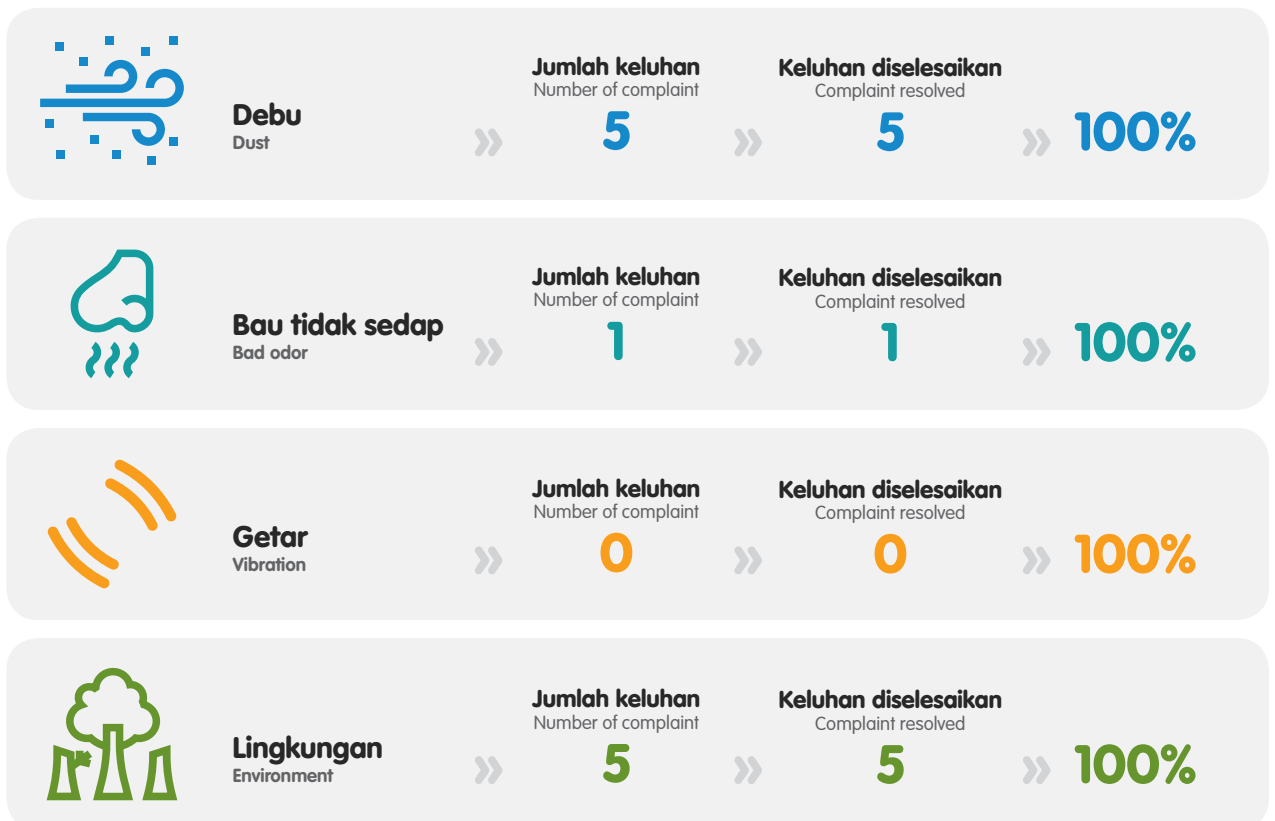 Debu
Dust
Jumlah keluhan
Number of complaint
5
Keluhan diselesaikan
Complaint resolved
5
100%
Bau tidak sedap
Bad odor
Jumlah keluhan
Number of complaint
1
Keluhan diselesaikan
Complaint resolved
1
100%
Getar
Vibration
Jumlah keluhan
Number of complaint
0
Keluhan diselesaikan
Complaint resolved
0
100%
Lingkungan
Environment
Jumlah keluhan
Number of complaint
5
Keluhan diselesaikan
Complaint resolved
5
100%